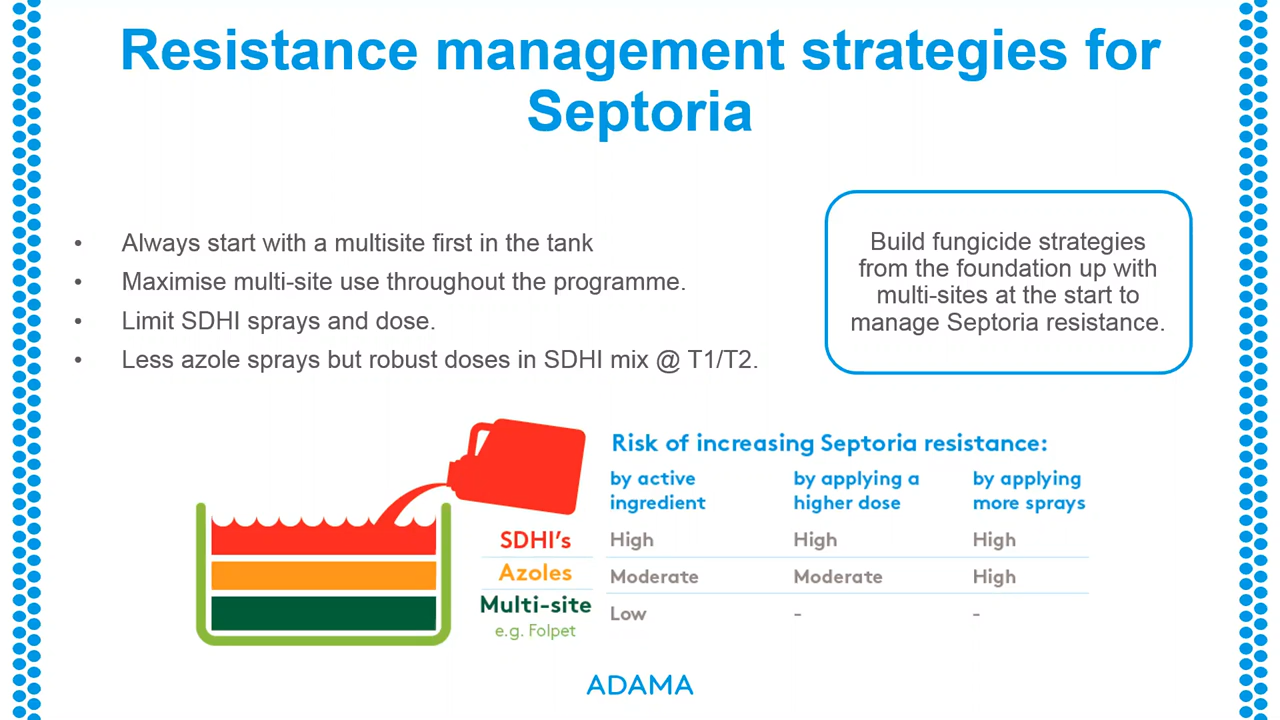 Resistance management strategies for
Septoria
• Always start with a multisite first in the tank
• Maximise multi-site use throughout the programme.
• Limit SDHI sprays and dose.
• Less azole sprays but robust doses in SDHI mix @ T1/T2.
Build fungicide strategies
from the foundation up with
multi-sites at the start to
manage Septoria resistance.
Risk of increasing Septoria resistance:
by active ingredient by applying a higher dose by applying more sprays
SDHI's High High High
Azoles Moderate Moderate High
Multi-site Low - -
e.g. Folpet
ADAMA